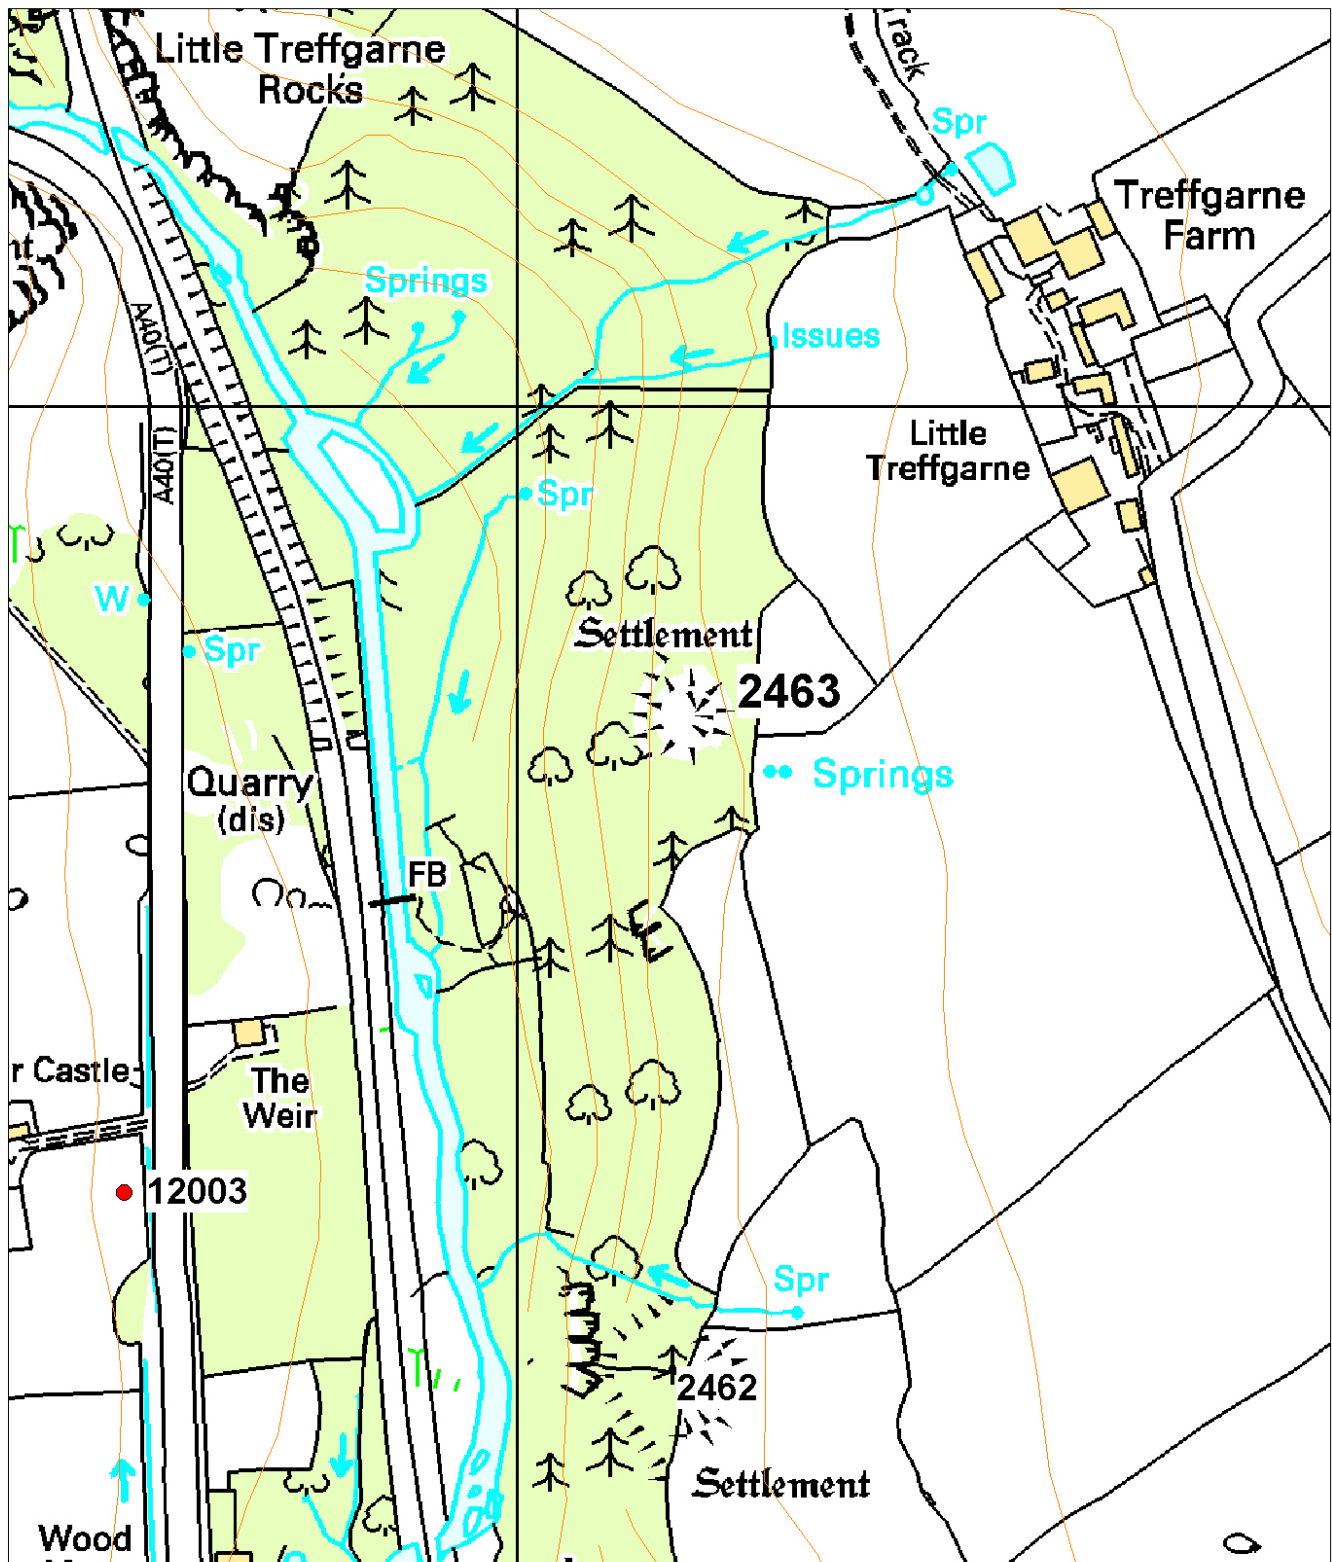 Little Treffgarne
Rocks
Track
Spr
Treffgarne
Farm
Springs
A40(T)
Issues
Little
Treffgarne
A40(T)
Spr
W
Spr
Settlement
2463
Springs
Quarry
(dis)
FB
r Castle
The
Weir
12003
Spr
2462
Settlement
Wood